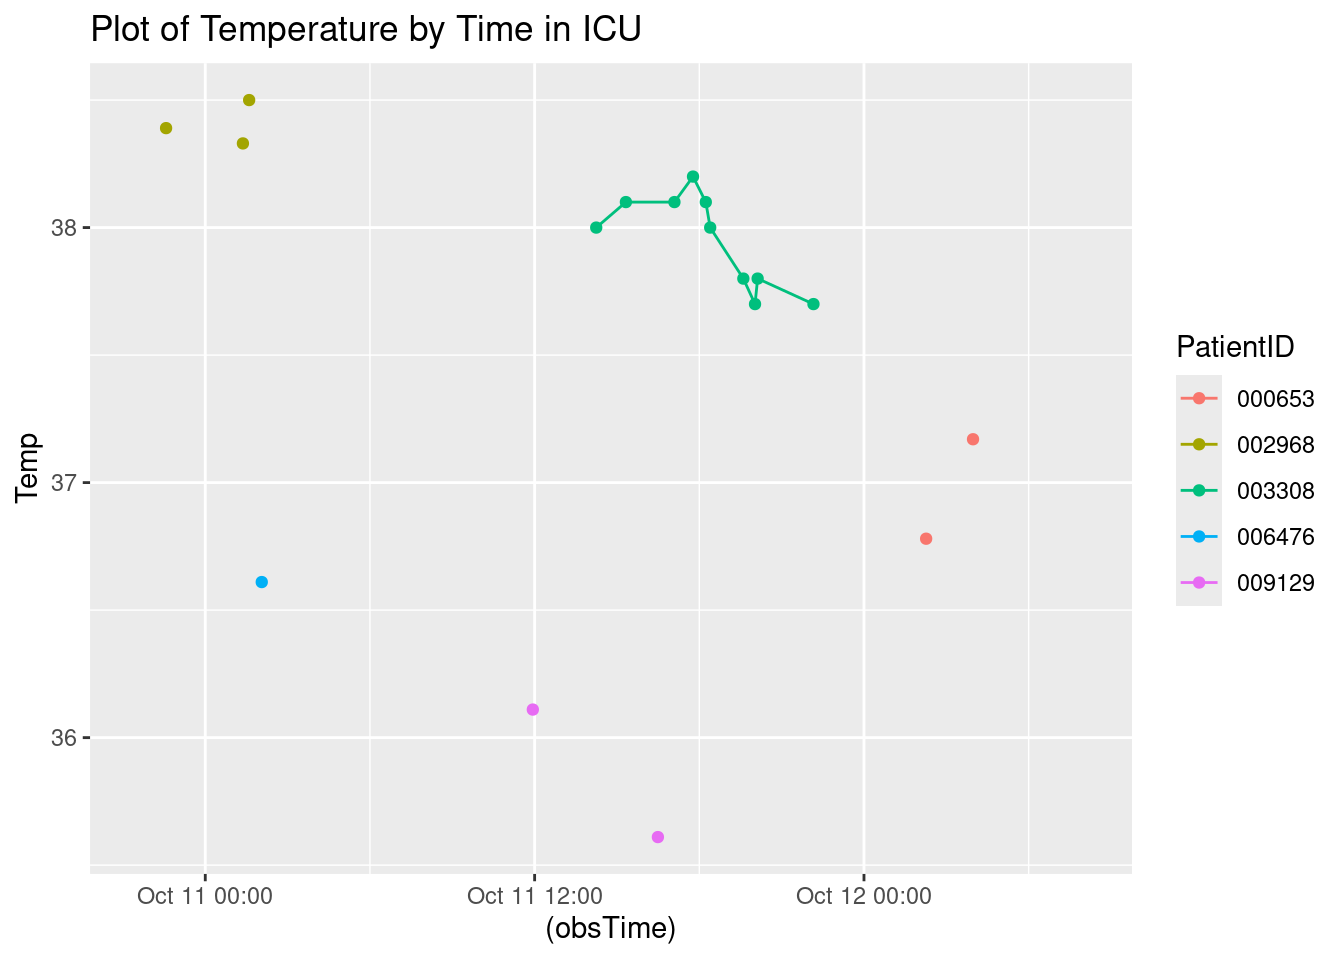 Plot of Temperature by Time in ICU
Temp
38
37
36
Oct 11 00:00
Oct 11 12:00
Oct 12 00:00
(obsTime)
PatientID
000653
002968
003308
006476
009129